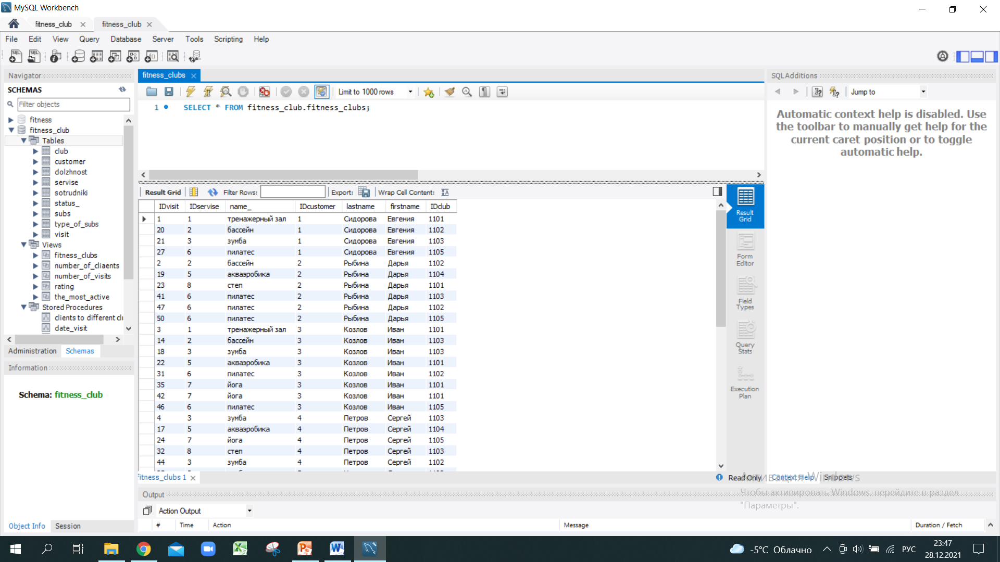 MySQL Workbench
fitness_club
fitness_club
File Edit View Query Database Server Tools Scripting Help
Navigator
SCHEMAS
Filter objects
fitness
fitness_club
Tables
club
customer
dolzhnost
servise
sotrudniki
status_
subs
type_of_subs
visit
Views
fitness_clubs
number_of_cliaents
number_of_visits
rating
the_most_active
Stored Procedures
clients to different clu
date_visit
Administration Schemas
Information
Schema: fitness_club
Object Info Session
fitness_clubs
Limit to 1000 rows
1 SELECT * FROM fitness_club.fitness_clubs;
Result Grid Filter Rows: Export: Wrap Cell Content:
IDvisit IDservise name_ IDcustomer lastname firstname IDclub
1 1 тренажерный зал 1 Сидорова Евгения 1101
20 2 бассейн 1 Сидорова Евгения 1102
21 3 зумба 1 Сидорова Евгения 1103
27 6 пилатес 1 Сидорова Евгения 1105
2 2 бассейн 2 Рыбина Дарья 1102
19 5 акваэробика 2 Рыбина Дарья 1104
23 8 степ 2 Рыбина Дарья 1101
41 6 пилатес 2 Рыбина Дарья 1103
47 6 пилатес 2 Рыбина Дарья 1102
50 6 пилатес 2 Рыбина Дарья 1105
3 1 тренажерный зал 3 Козлов Иван 1101
14 2 бассейн 3 Козлов Иван 1103
18 3 зумба 3 Козлов Иван 1103
22 5 аквааэробика 3 Козлов Иван 1101
31 6 пилатес 3 Козлов Иван 1102
35 7 йога 3 Козлов Иван 1101
42 7 йога 3 Козлов Иван 1101
46 6 пилатес 3 Козлов Иван 1105
4 3 зумба 4 Петров Сергей 1103
17 5 акваэробика 4 Петров Сергей 1104
24 7 йога 4 Петров Сергей 1105
32 8 степ 4 Петров Сергей 1103
44 3 зумба 4 Петров Сергей 1102
Result
Grid
Form
Editor
Field
Types
Query
Stats
Execution
Plan
fitness_clubs 1
Read Only
Output
Action Output
# Time Action Message Duration / Fetch
SQLAdditions
Jump to
Automatic context help is disabled. Use
the toolbar to manually get help for the
current caret position or to toggle
automatic help.
Context Help Snippets
Активация Windows
Чтобы активировать Windows, перейдите в раздел
"Параметры".
-5°C Облачно
РУС
23:47
28.12.2021